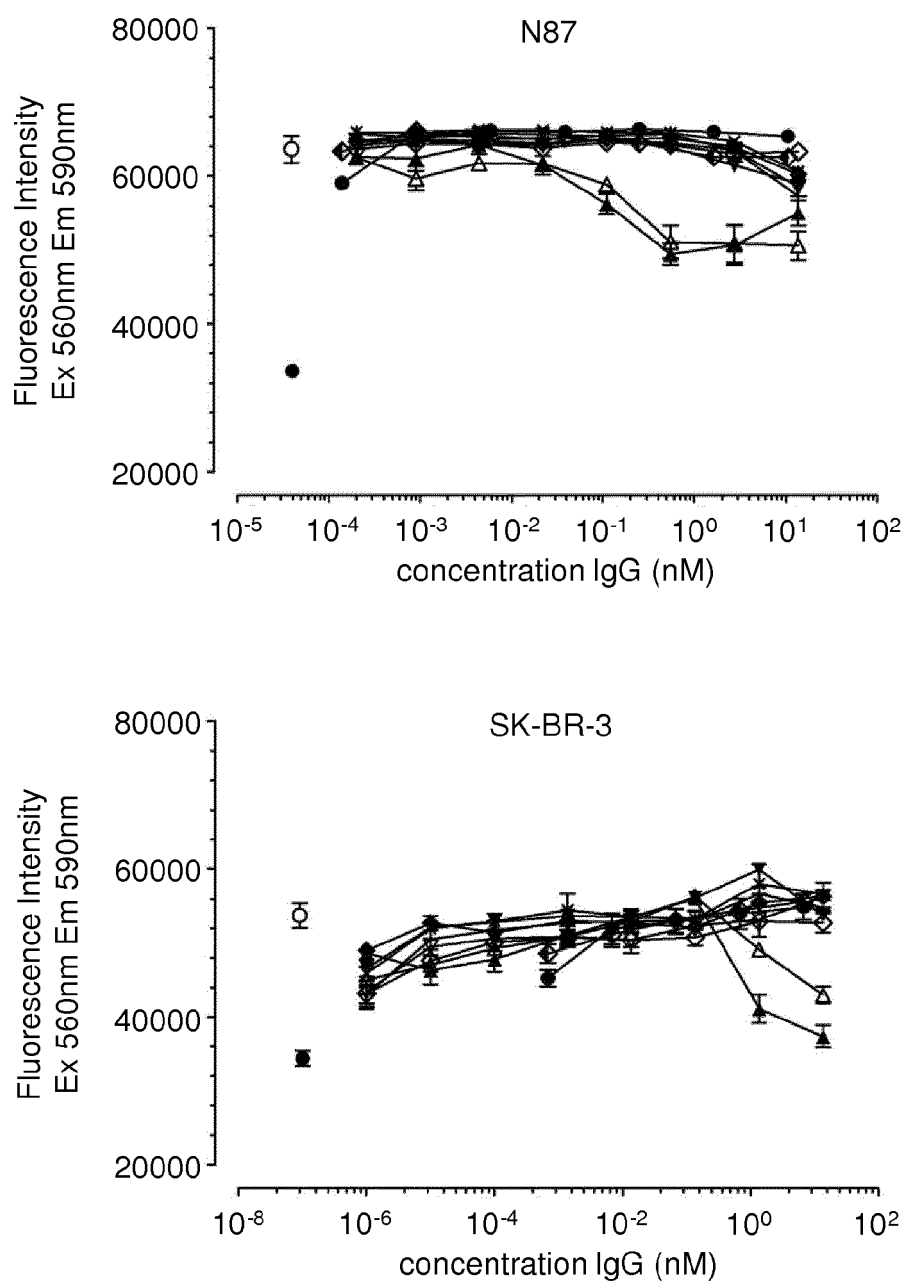 N87
80000
60000
40000
20000
Fluorescence Intensity
Ex 560nm Em 590nm
10-5 10-4 10-3 10-2 10-1 100 101 102
concentration IgG (nM)
SK-BR-3
80000
60000
40000
20000
Fluorescence Intensity
Ex 560nm Em 590nm
10-8 10-6 10-4 10-2 100 102
concentration IgG (nM)